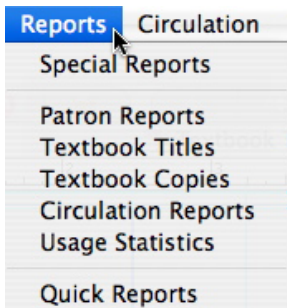 Reports Circulation
Special Reports
Patron Reports
Textbook Titles
Textbook Copies
Circulation Reports
Usage Statistics
Quick Reports